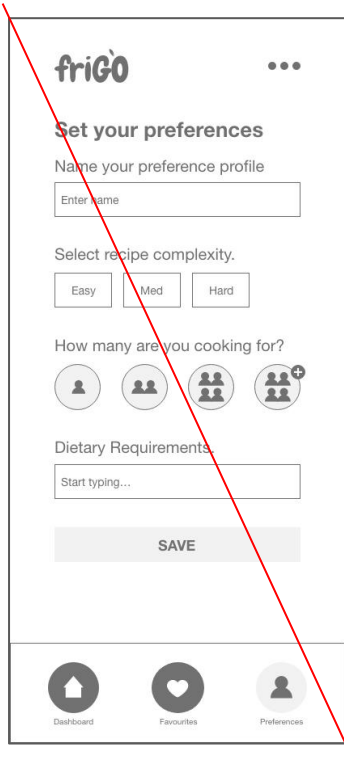 friGÒ
Set your preferences
Name your preference profile
Enter name
Select recipe complexity.
Easy Med Hard
How many are you cooking for?
Dietary Requirements.
Start typing...
SAVE
Dashboard Favourites Preferences